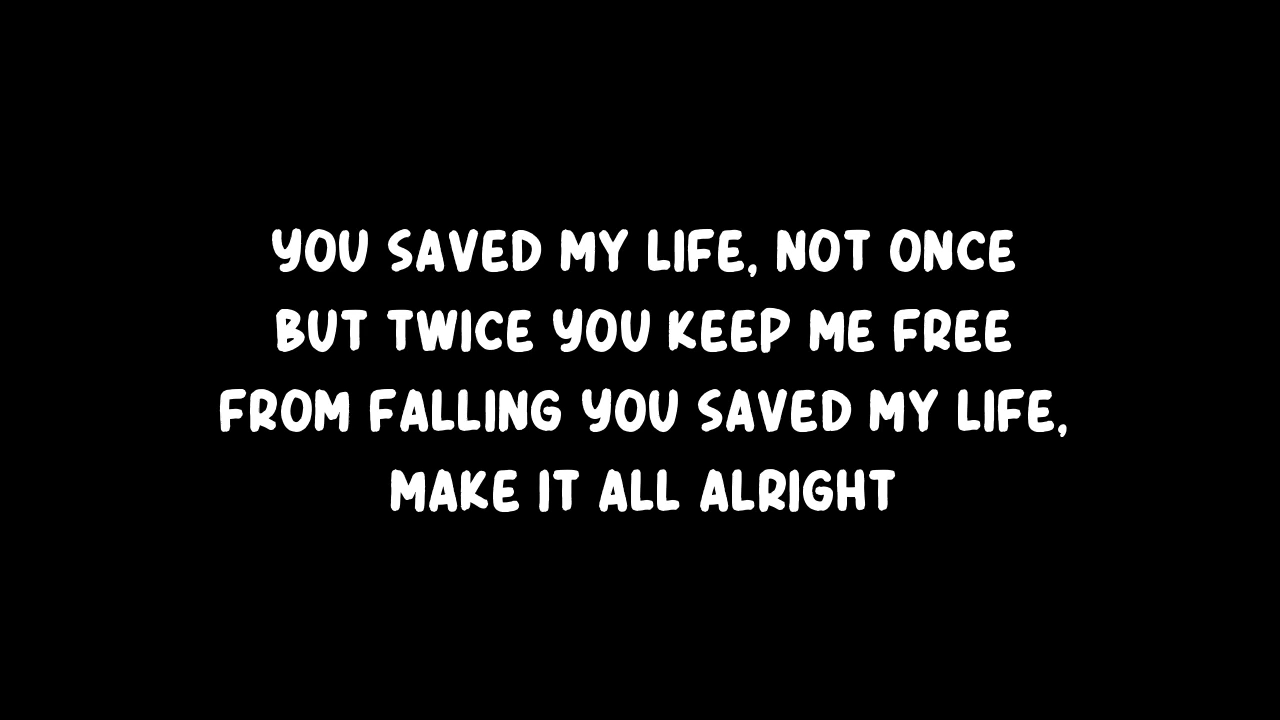 YOU SAVED MY LIFE, NOT ONCE
BUT TWICE YOU KEEP ME FREE
FROM FALLING YOU SAVED MY LIFE,
MAKE IT ALL ALRIGHT